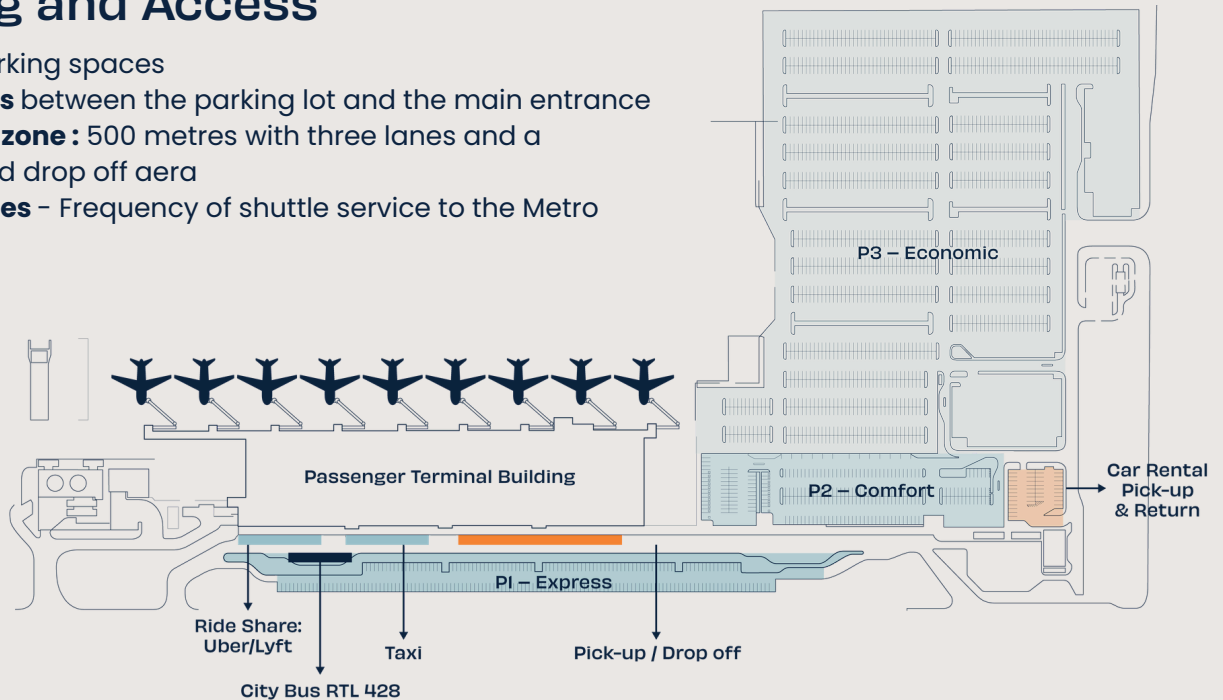 g and Access
rking spaces
s between the parking lot and the main entrance
zone : 500 metres with three lanes and a
d drop off aera
es - Frequency of shuttle service to the Metro
P3 – Economic
Passenger Terminal Building
P2 – Comfort
Car Rental
Pick-up
& Return
P1 – Express
Ride Share:
Uber/Lyft
Taxi
Pick-up / Drop off
City Bus RTL 428